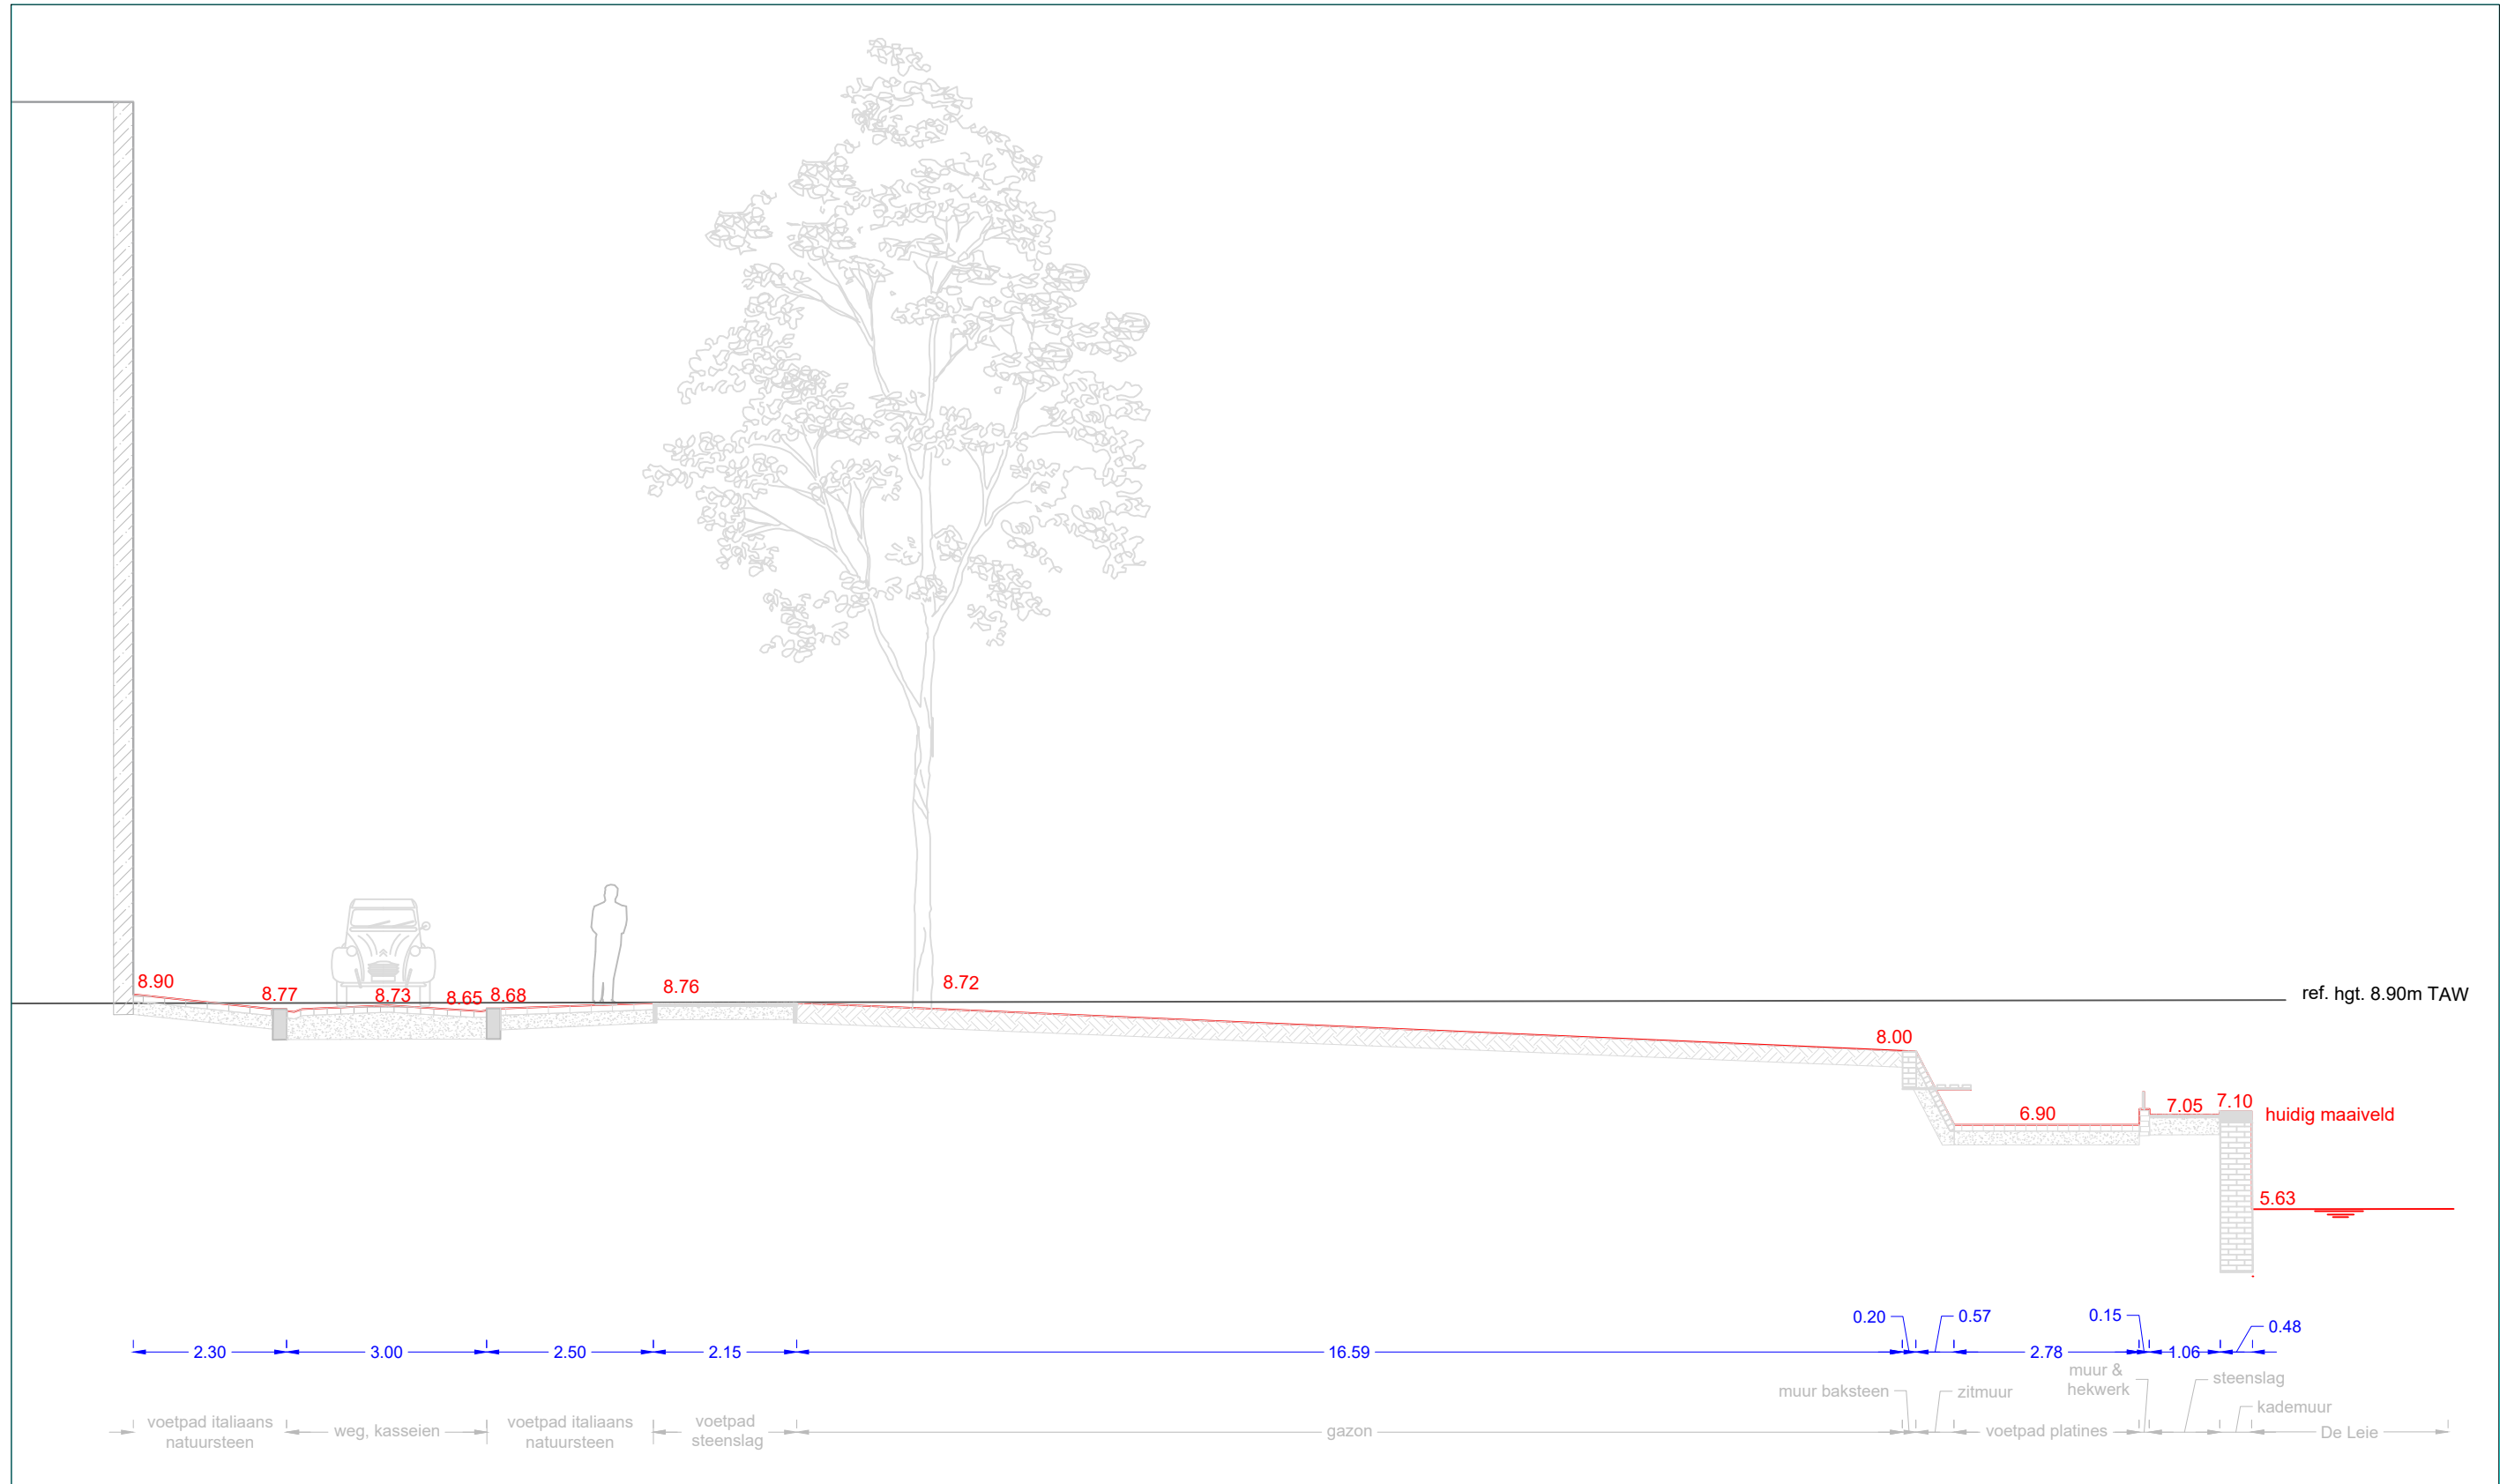 8.90
8.77
8.73
8.65
8.68
8.76
8.72
ref. hgt. 8.90m TAW
8.00
6.90
7.05
7.10
huidig maaiveld
5.63
2.30
3.00
2.50
2.15
16.59
0.20
0.57
2.78
0.15
1.06
0.48
voetpad italiaans
natuursteen
weg, kasseien
voetpad italiaans
natuursteen
voetpad
steenslag
gazon
muur baksteen
zitmuur
voetpad platines
muur &
hekwerk
steenslag
kademuur
De Leie